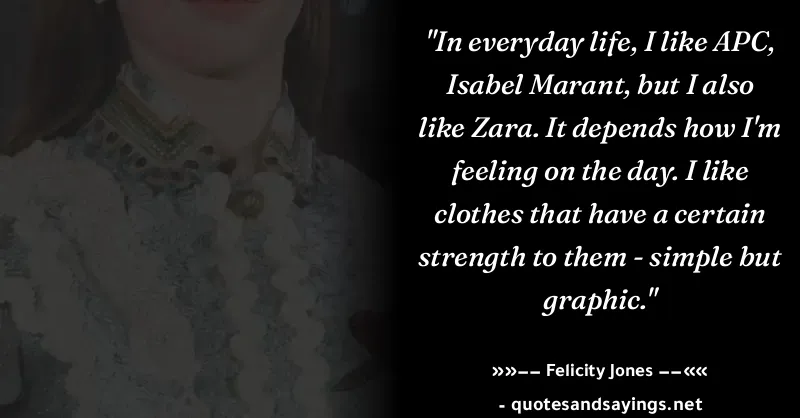 "In everyday life, I like APC,
Isabel Marant, but I also
like Zara. It depends how I'm
feeling on the day. I like
clothes that have a certain
strength to them - simple but
graphic."
»»−− Felicity Jones −−««
- quotesandsayings.net